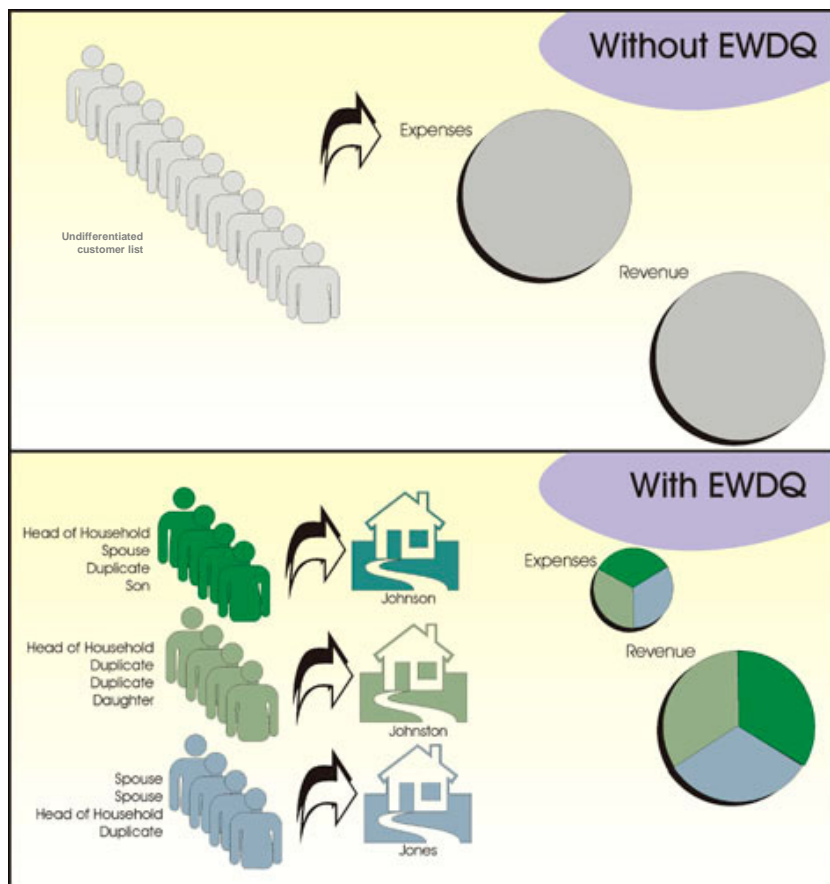 Without EWDQ
Expenses
Undifferentiated
customer list
Revenue
With EWDQ
Head of Household
Spouse
Duplicate
Son
Johnson
Expenses
Head of Household
Duplicate
Duplicate
Daughter
Johnston
Revenue
Spouse
Spouse
Head of Household
Duplicate
Jones